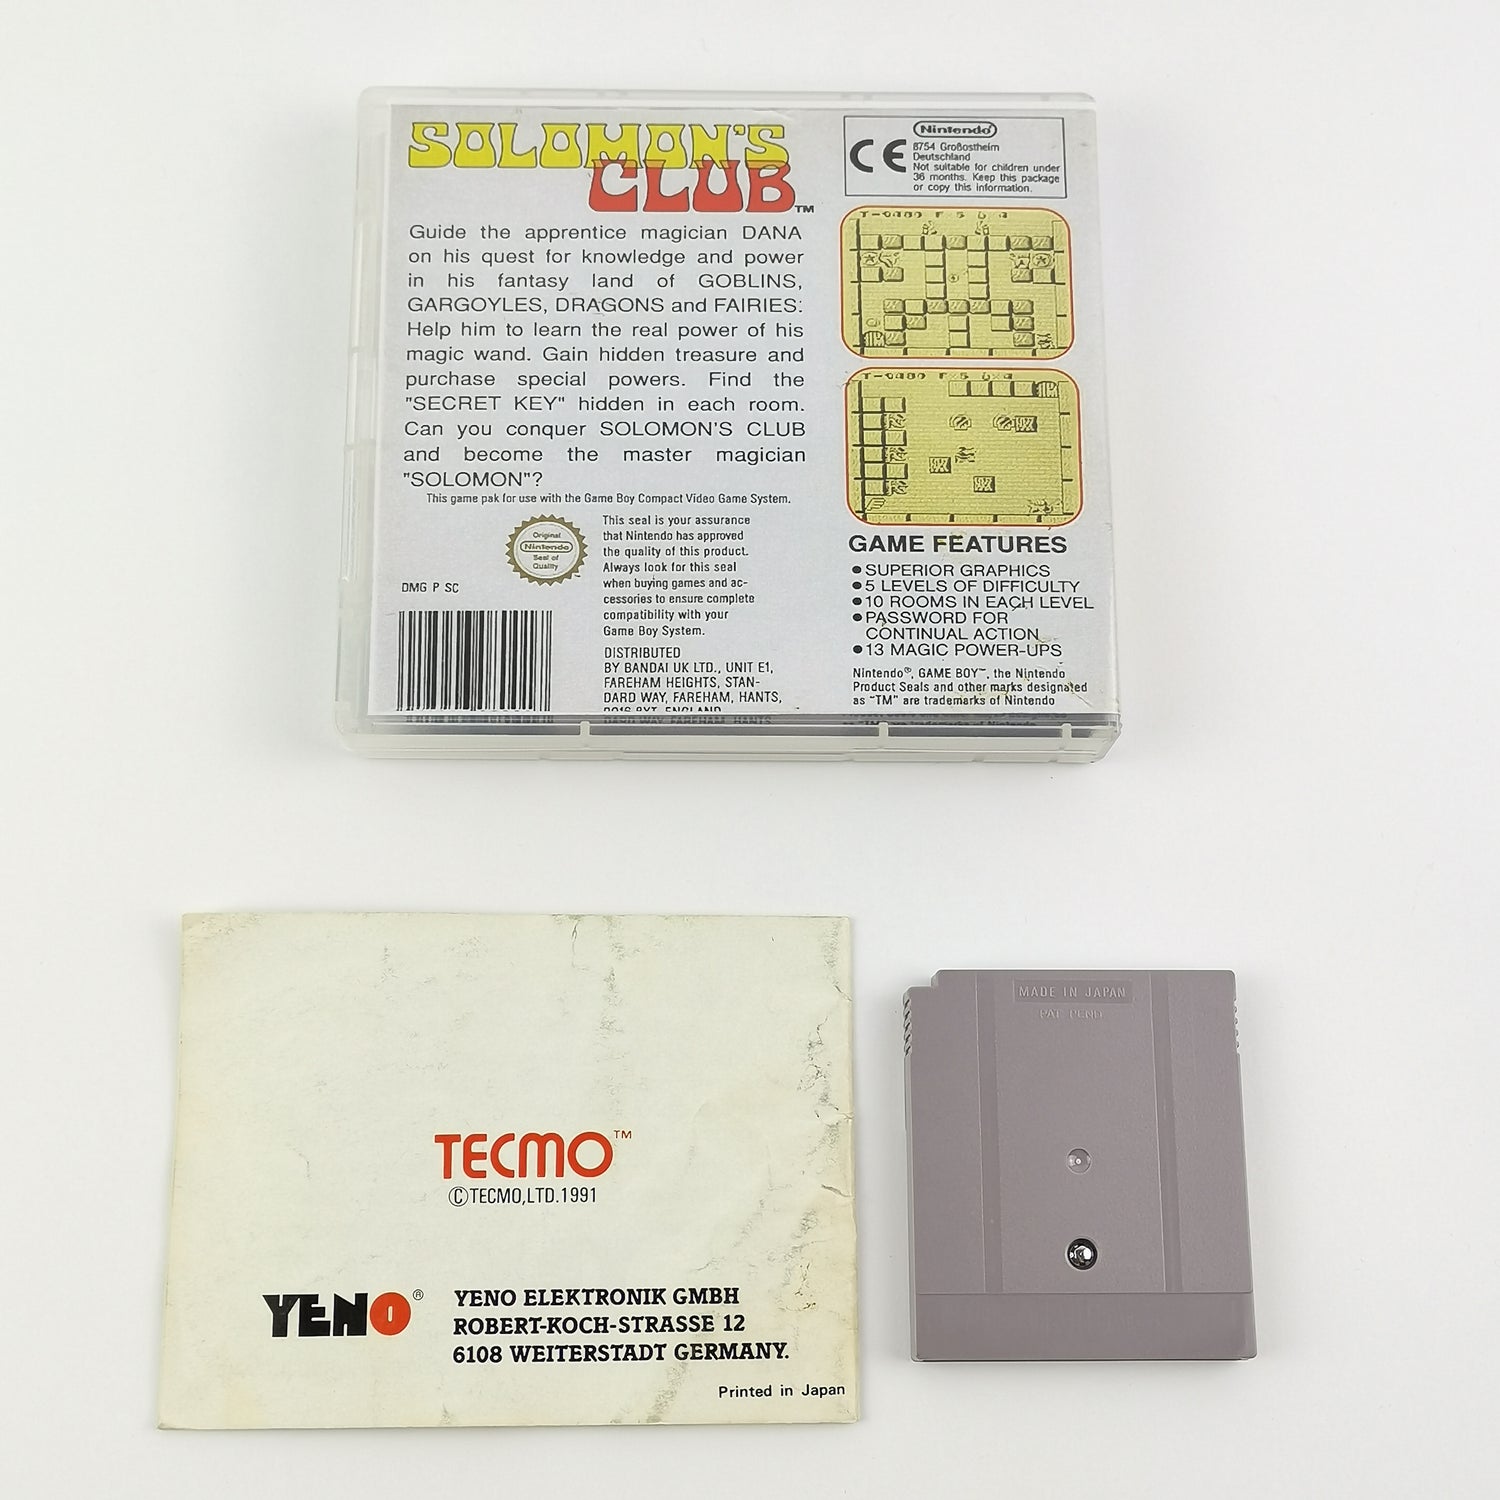 SOLOMON'S
CLUB™
Guide the apprentice magician DANA
on his quest for knowledge and power
in his fantasy land of GOBLINS,
GARGOYLES, DRAGONS and FAIRIES:
Help him to learn the real power of his
magic wand. Gain hidden treasure and
purchase special powers. Find the
"SECRET KEY" hidden in each room.
Can you conquer SOLOMON'S CLUB
and become the master magician
"SOLOMON"?
This game pak for use with the Game Boy Compact Video Game System.
Original
Nintendo
Seal of
Quality
This seal is your assurance
that Nintendo has approved
the quality of this product.
Always look for this seal
when buying games and ac-
cessories to ensure complete
compatibility with your
Game Boy System.
DMG P SC
DISTRIBUTED
BY BANDAI UK LTD., UNIT E1,
FAREHAM HEIGHTS, STAN-
DARD WAY, FAREHAM, HANTS,
CE
Nintendo
8754 Großostheim
Deutschland
Not suitable for children under
36 months. Keep this package
or copy this information.
GAME FEATURES
●SUPERIOR GRAPHICS
●5 LEVELS OF DIFFICULTY
●10 ROOMS IN EACH LEVEL
●PASSWORD FOR
CONTINUAL ACTION
●13 MAGIC POWER-UPS
Nintendo®, GAME BOY™, the Nintendo
Product Seals and other marks designated
as "TM" are trademarks of Nintendo
TECMO™
©TECMO,LTD.1991
YENO®
YENO ELEKTRONIK GMBH
ROBERT-KOCH-STRASSE 12
6108 WEITERSTADT GERMANY.
Printed in Japan
MADE IN JAPAN
PAT PEND